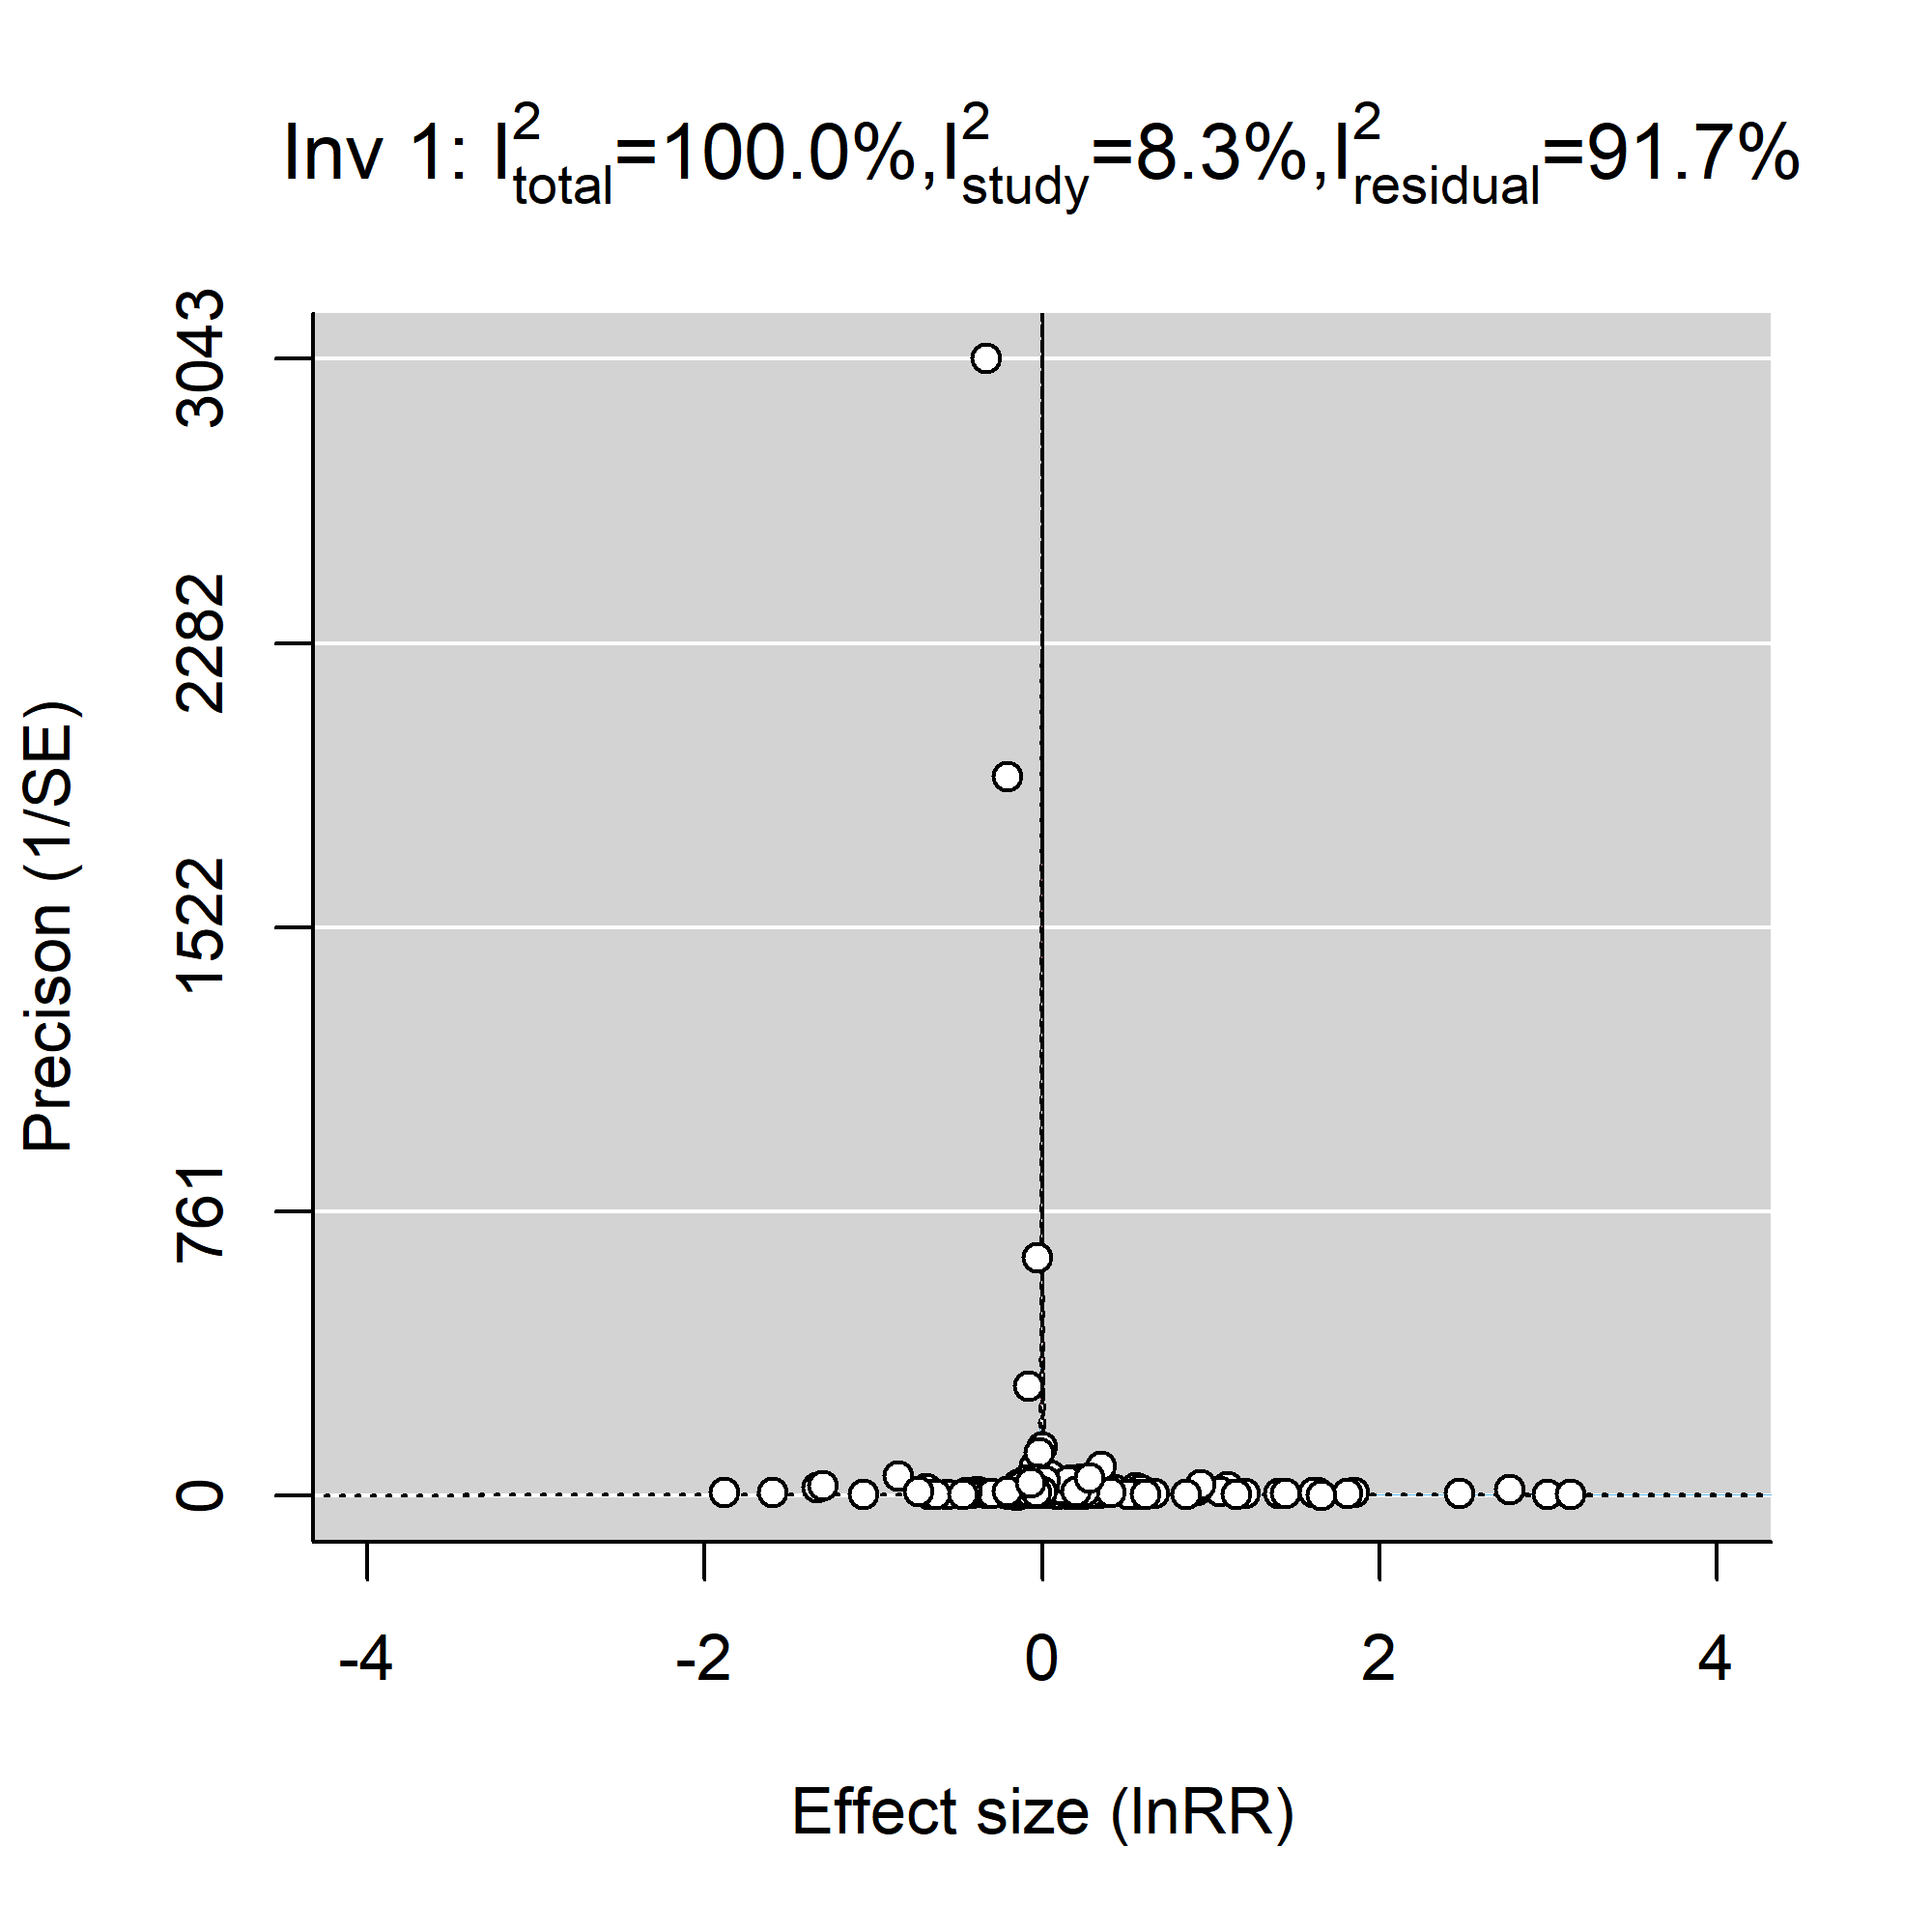 Inv 1: I²total=100.0%,I²study=8.3%,I²residual=91.7%
3043
2282
1522
761
0
Precison (1/SE)
-4 -2 0 2 4
Effect size (lnRR)